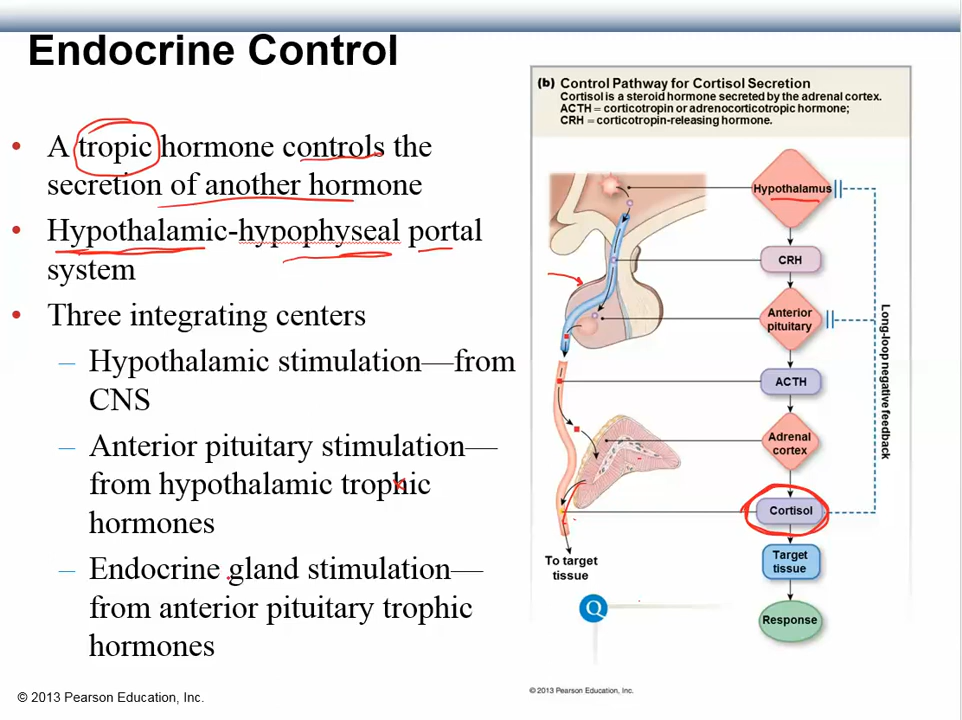 Endocrine Control
• A tropic hormone controls the
secretion of another hormone
• Hypothalamic-hypophyseal portal
system
• Three integrating centers
– Hypothalamic stimulation—from
CNS
– Anterior pituitary stimulation—
from hypothalamic trophic
hormones
– Endocrine gland stimulation—
from anterior pituitary trophic
hormones
© 2013 Pearson Education, Inc.
(b) Control Pathway for Cortisol Secretion
Cortisol is a steroid hormone secreted by the adrenal cortex.
ACTH = corticotropin or adrenocorticotropic hormone;
CRH = corticotropin-releasing hormone.
Hypothalamus
CRH
Anterior
pituitary
ACTH
Adrenal
cortex
Cortisol
Target
tissue
Response
Long-loop negative feedback
To target
tissue
Q
© 2013 Pearson Education, Inc.